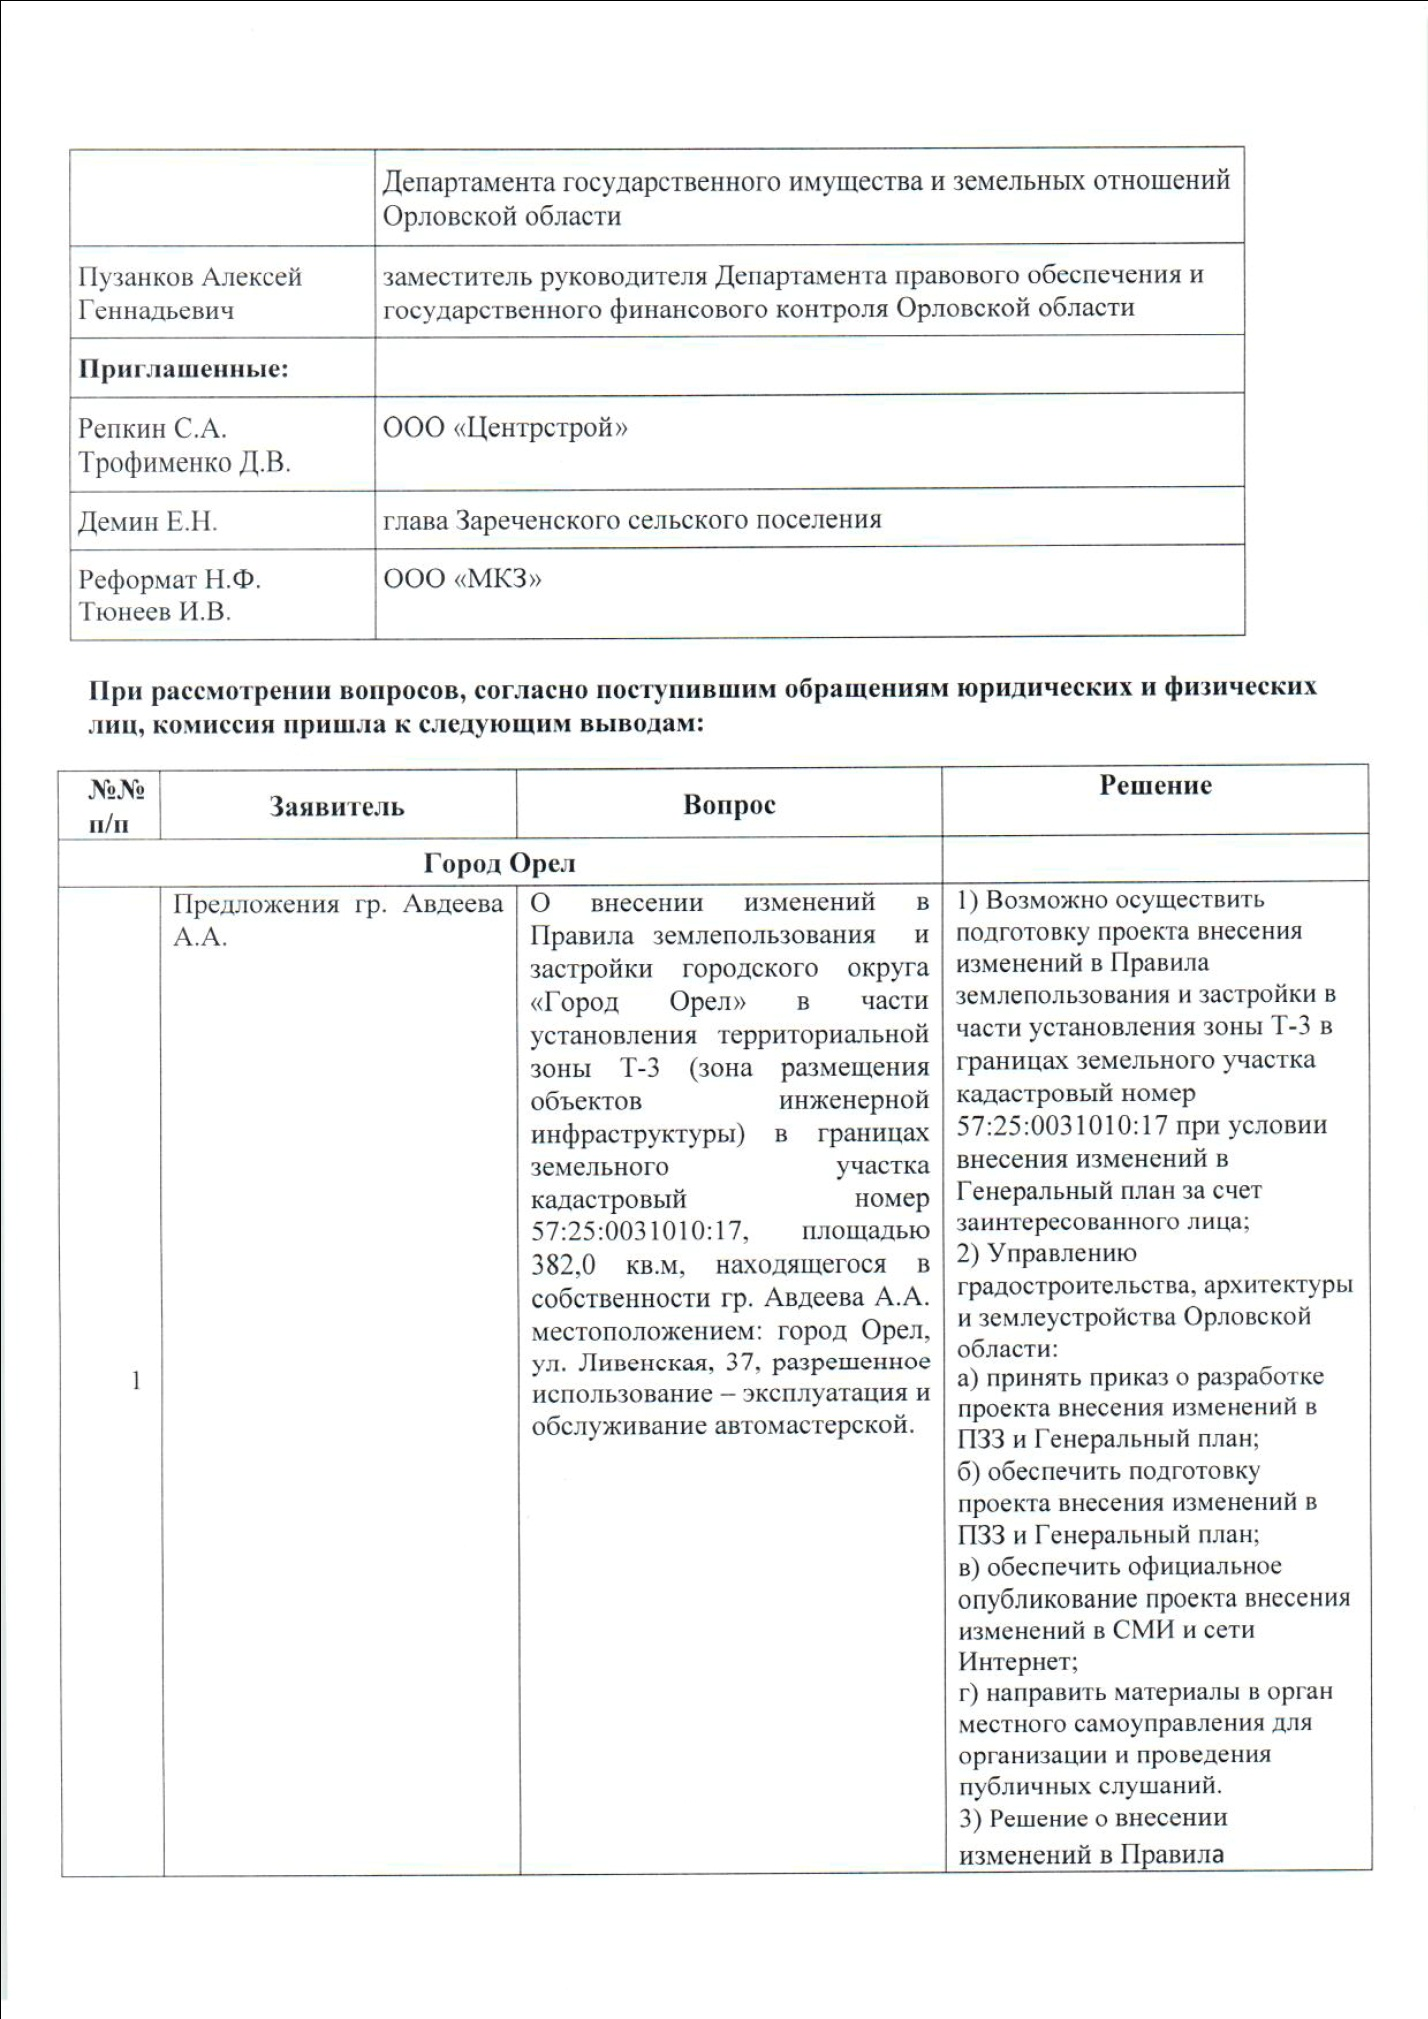 Департамента государственного имущества и земельных отношений
Орловской области
Пузанков Алексей
Геннадьевич
заместитель руководителя Департамента правового обеспечения и
государственного финансового контроля Орловской области
Приглашенные:
Репкин С.А.
Трофименко Д.В.
ООО «Центрстрой»
Демин Е.Н.
глава Зареченского сельского поселения
Реформат Н.Ф.
Тюнеев И.В.
ООО «МКЗ»
При рассмотрении вопросов, согласно поступившим обращениям юридических и физических
лиц, комиссия пришла к следующим выводам:
№№
п/п
Заявитель
Вопрос
Решение
Город Орел
1
Предложения гр. Авдеева
А.А.
О внесении изменений в
Правила землепользования и
застройки городского округа
«Город Орел» в части
установления территориальной
зоны Т-3 (зона размещения
объектов инженерной
инфраструктуры) в границах
земельного участка
кадастровый номер
57:25:0031010:17, площадью
382,0 кв.м, находящегося в
собственности гр. Авдеева А.А.
местоположением: город Орел,
ул. Ливенская, 37, разрешенное
использование – эксплуатация и
обслуживание автомастерской.
1) Возможно осуществить
подготовку проекта внесения
изменений в Правила
землепользования и застройки в
части установления зоны Т-3 в
границах земельного участка
кадастровый номер
57:25:0031010:17 при условии
внесения изменений в
Генеральный план за счет
заинтересованного лица;
2) Управлению
градостроительства, архитектуры
и землеустройства Орловской
области:
а) принять приказ о разработке
проекта внесения изменений в
ПЗЗ и Генеральный план;
б) обеспечить подготовку
проекта внесения изменений в
ПЗЗ и Генеральный план;
в) обеспечить официальное
опубликование проекта внесения
изменений в СМИ и сети
Интернет;
г) направить материалы в орган
местного самоуправления для
организации и проведения
публичных слушаний.
3) Решение о внесении
изменений в Правила